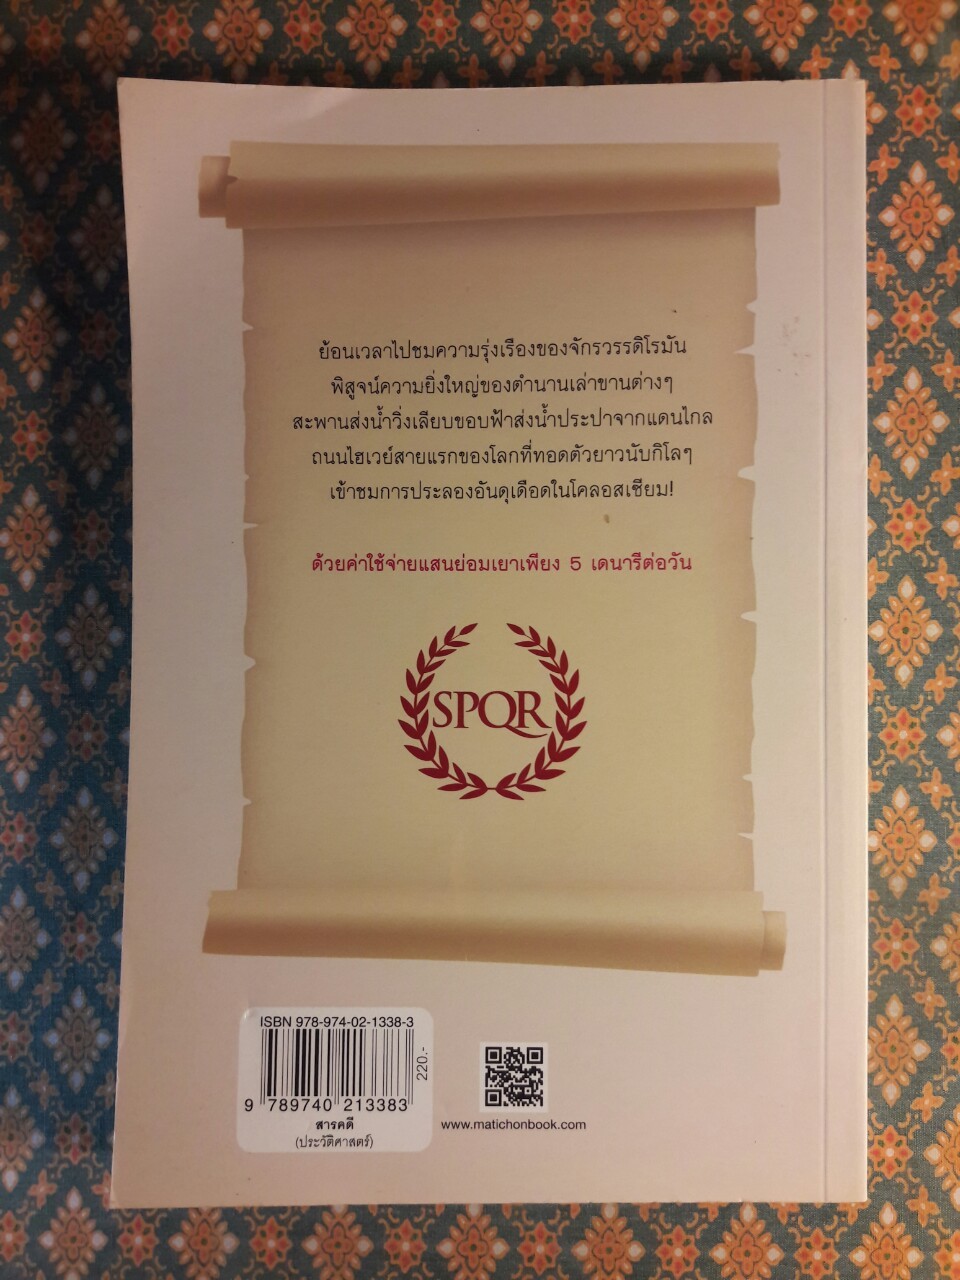 ย้อนเวลาไปชมความรุ่งเรืองของจักรวรรดิโรมัน
พิสูจน์ความยิ่งใหญ่ของตำนานเล่าขานต่างๆ
สะพานส่งน้ำวิ่งเลียบขอบฟ้าส่งน้ำประปาจากแดนไกล
ถนนไฮเวย์สายแรกของโลกที่ทอดตัวยาวนับกิโลๆ
เข้าชมการประลองอันดุเดือดในโคลอสเซียม!
ด้วยค่าใช้จ่ายแสนย่อมเยาเพียง 5 เดนารีต่อวัน
SPQR
ISBN 978-974-02-1338-3
220.-
9 789740 213383
สารคดี
(ประวัติศาสตร์)
www.matichonbook.com